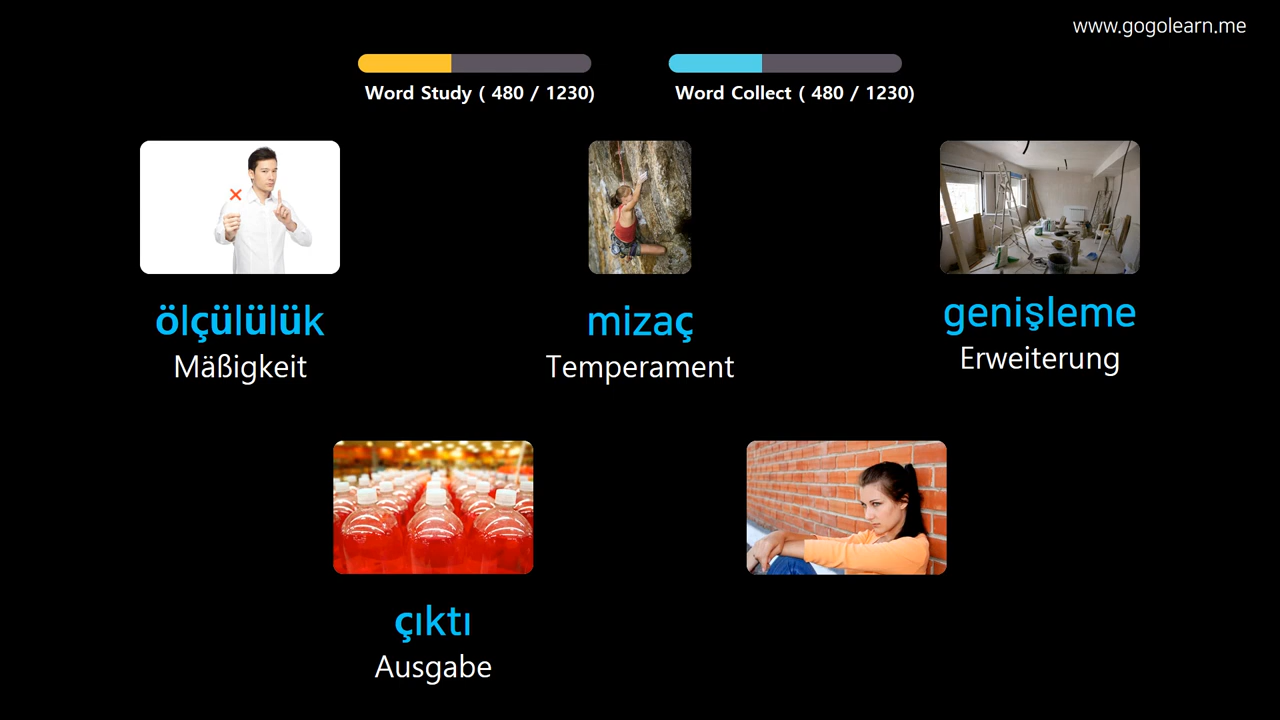 www.gogolearn.me
Word Study ( 480 / 1230)
Word Collect ( 480 / 1230)
ölçülülük
Mäßigkeit
mizaç
Temperament
genişleme
Erweiterung
çıktı
Ausgabe